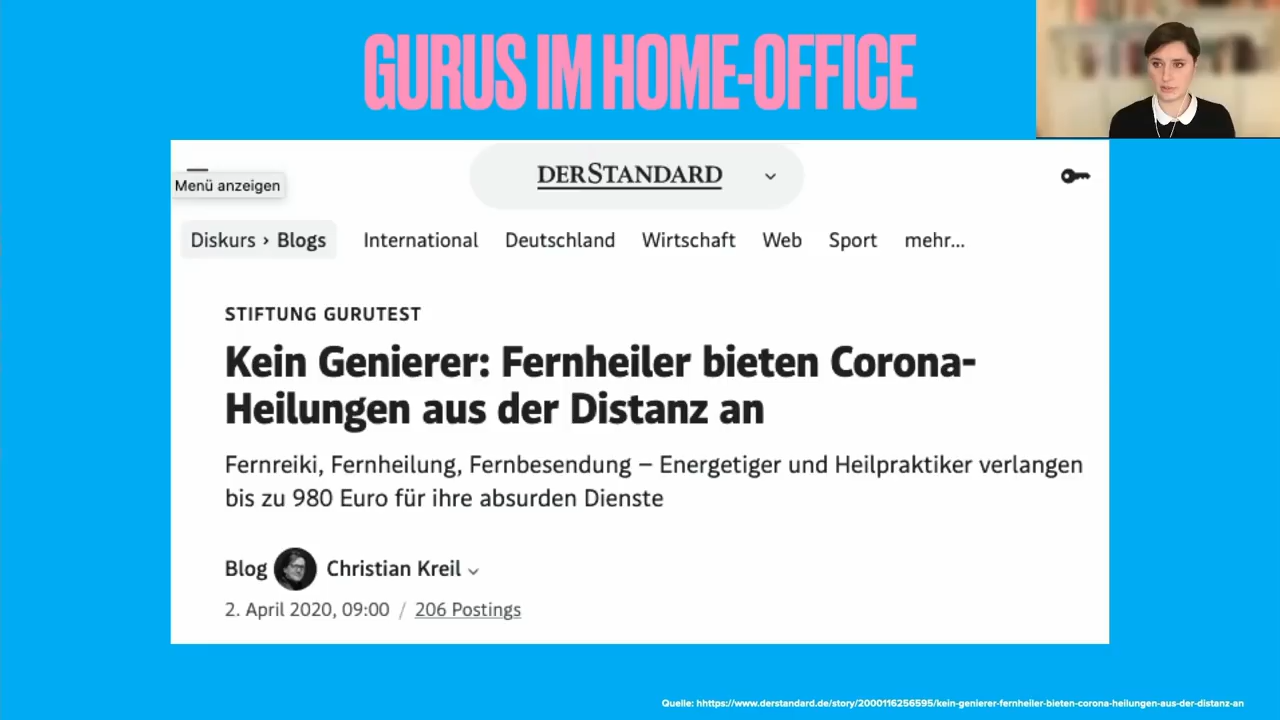 GURUS IM HOME-OFFICE
Menü anzeigen
DERSTANDARD
Diskurs › Blogs International Deutschland Wirtschaft Web Sport mehr...
STIFTUNG GURUTEST
Kein Genierer: Fernheiler bieten Corona-
Heilungen aus der Distanz an
Fernreiki, Fernheilung, Fernbesendung – Energetiger und Heilpraktiker verlangen
bis zu 980 Euro für ihre absurden Dienste
Blog Christian Kreil
2. April 2020, 09:00 / 206 Postings
Quelle: hhttps://www.derstandard.de/story/2000116256595/kein-genierer-fernheiler-bieten-corona-heilungen-aus-der-distanz-an